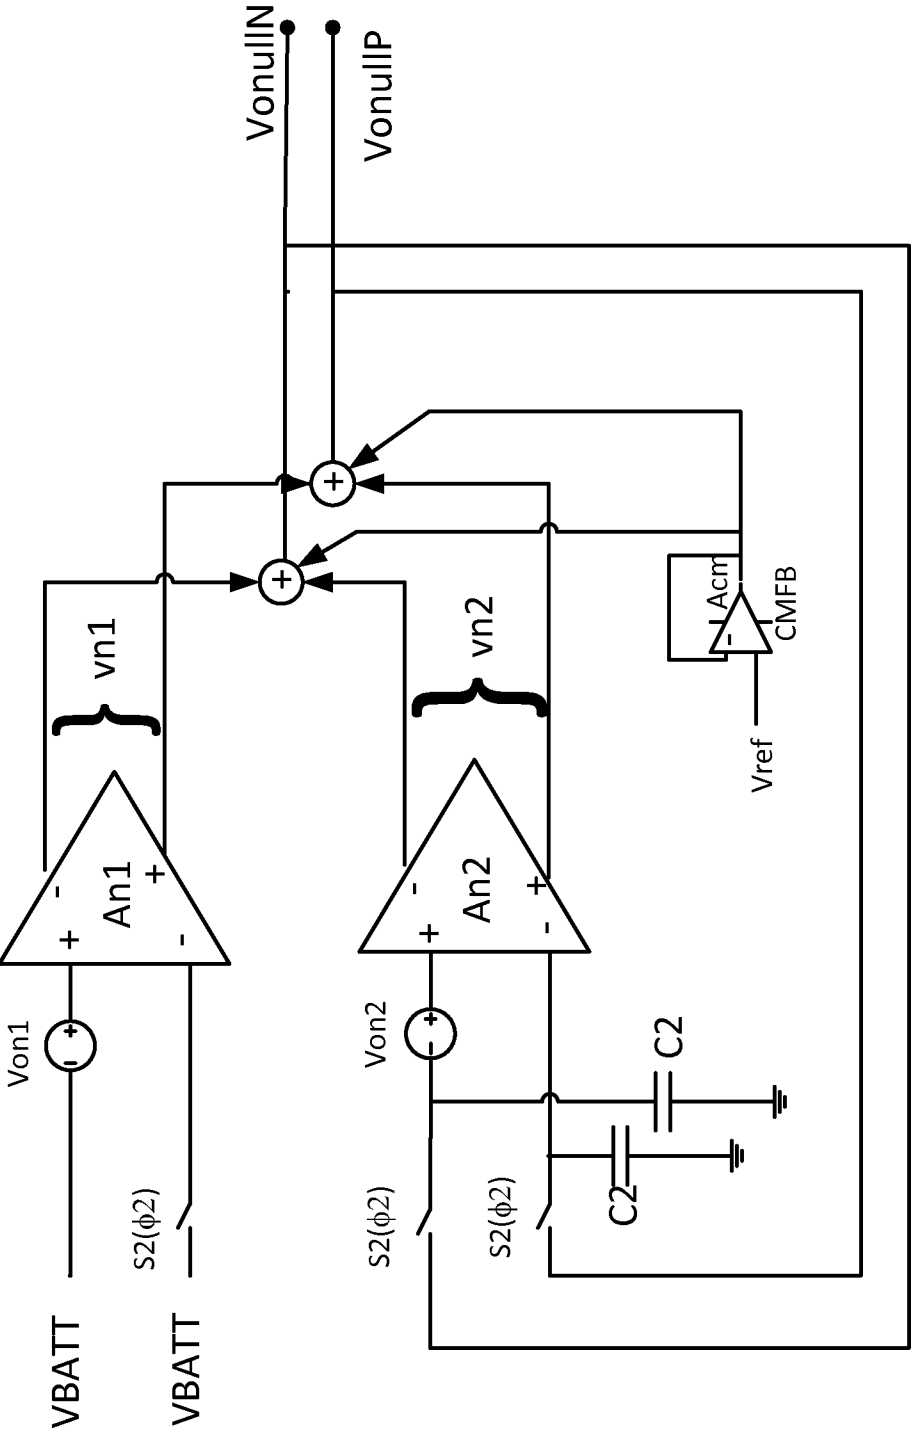 VonullN
VonullP
vn1
vn2
+
+
-
+
An1
+
-
-
+
An2
+
-
Acm
-
CMFB
Vref
Von1
+
-
Von2
+
-
C2
C2
S2(ϕ2)
S2(ϕ2)
S2(ϕ2)
VBATT
VBATT